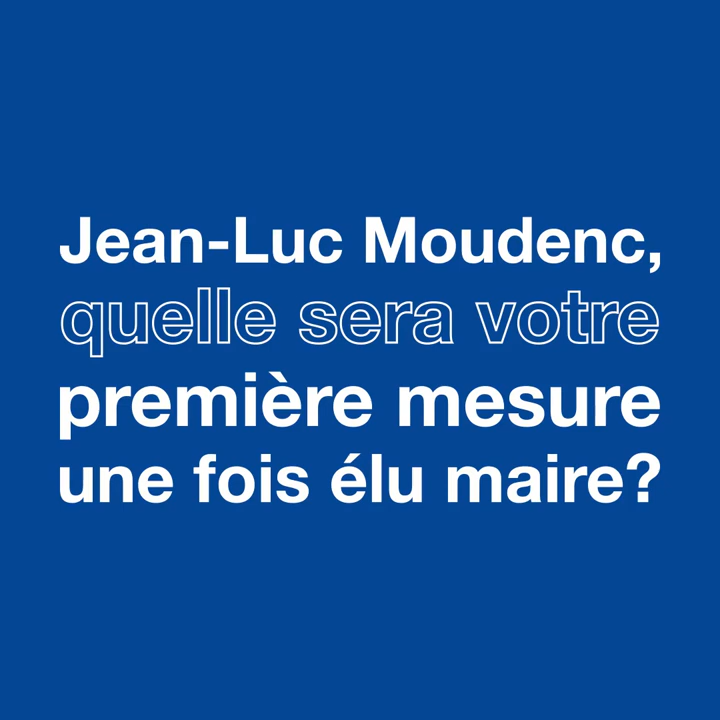 Jean-Luc Moudenc,
quelle sera votre
première mesure
une fois élu maire?